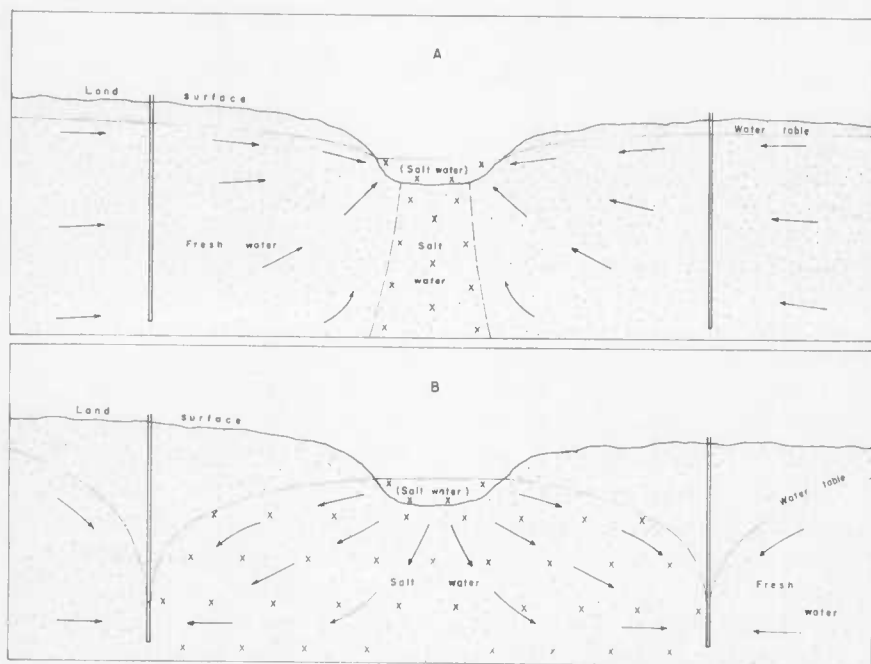 A
Land surface
Water table
(Salt water)
Fresh water
Salt
water
B
Land surface
Water table
(Salt water)
Salt water
Fresh
water